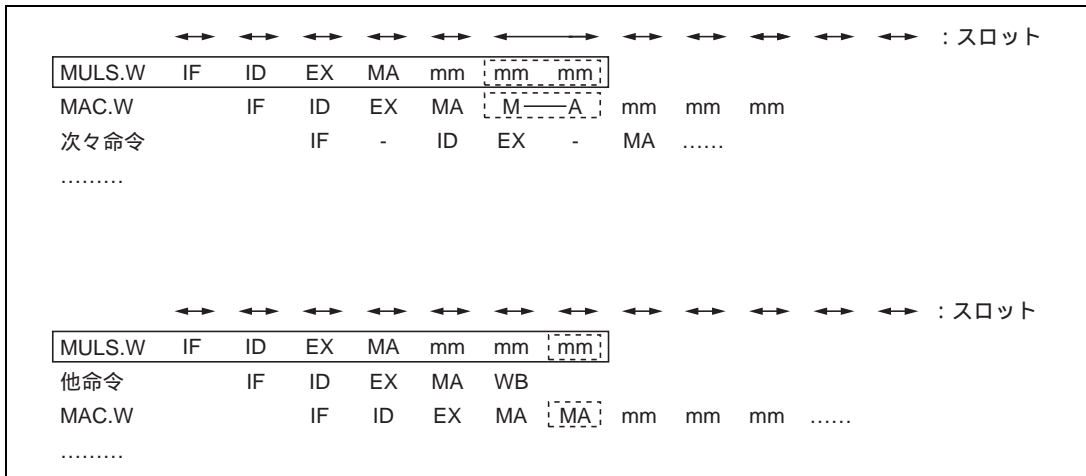 ：スロット
MULS.W IF ID EX MA mm mm mm
MAC.W IF ID EX MA M A mm mm mm
次々命令 IF - ID EX - MA ……
………
：スロット
MULS.W IF ID EX MA mm mm mm
他命令 IF ID EX MA WB
MAC.W IF ID EX MA MA mm mm mm ……
………